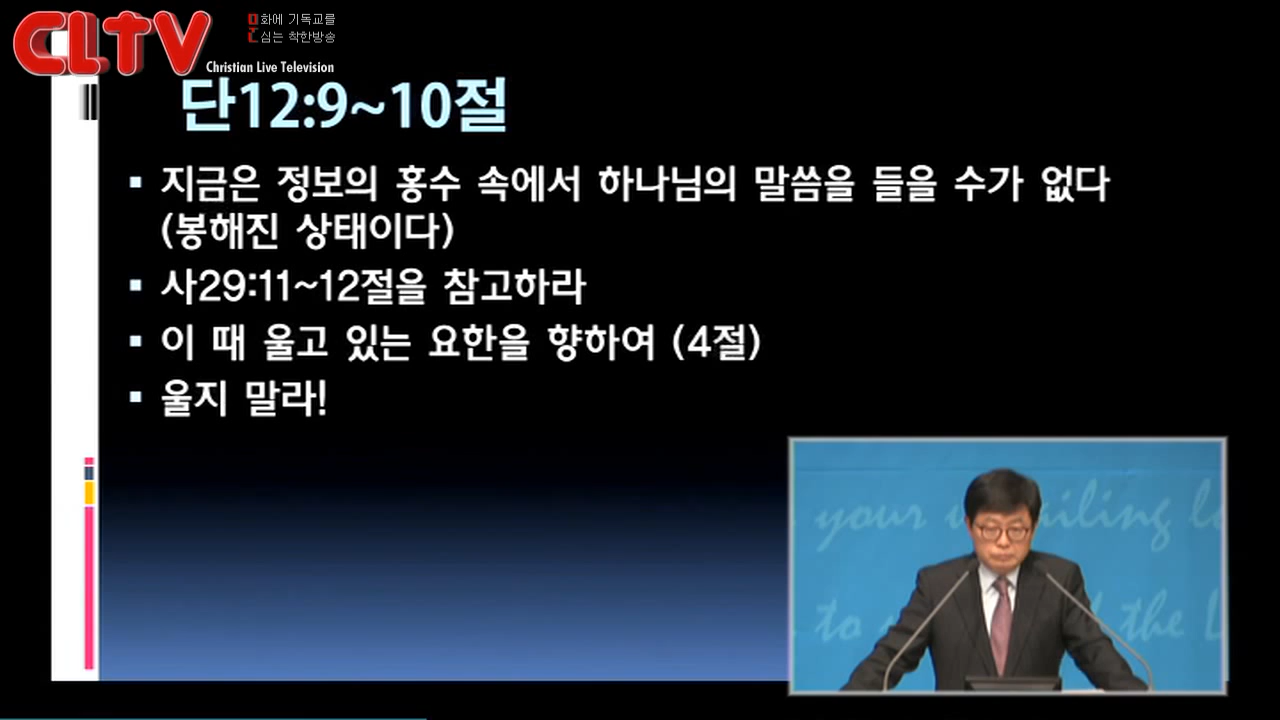 CLTV
문화에 기독교를
심는 착한방송
Christian Live Television
단12:9~10절
지금은 정보의 홍수 속에서 하나님의 말씀을 들을 수가 없다
(봉해진 상태이다)
사29:11~12절을 참고하라
이 때 울고 있는 요한을 향하여 (4절)
울지 말라!
your
to
the